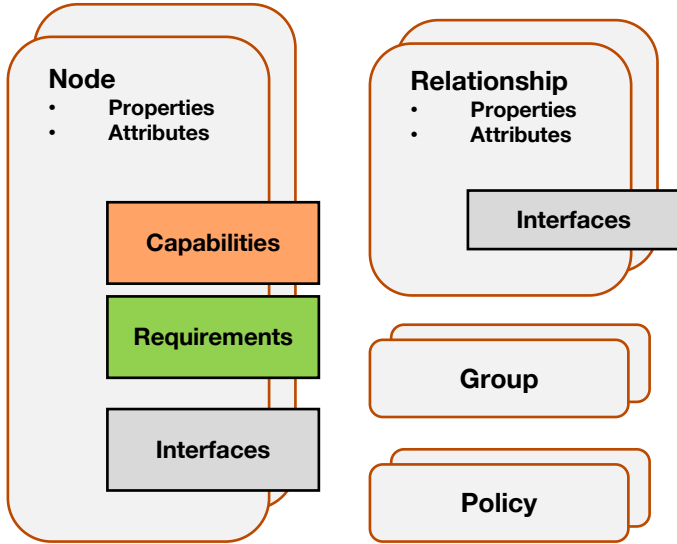 Node
• Properties
• Attributes
Capabilities
Requirements
Interfaces
Relationship
• Properties
• Attributes
Interfaces
Group
Policy